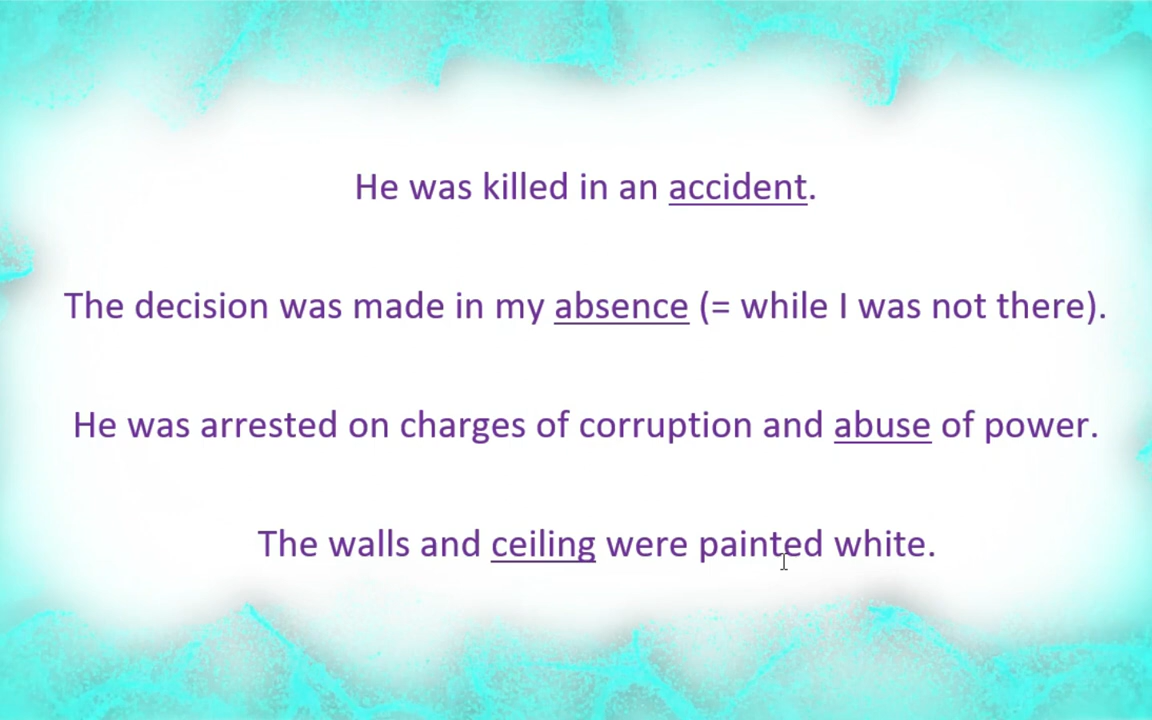 He was killed in an accident.
The decision was made in my absence (= while I was not there).
He was arrested on charges of corruption and abuse of power.
The walls and ceiling were painted white.